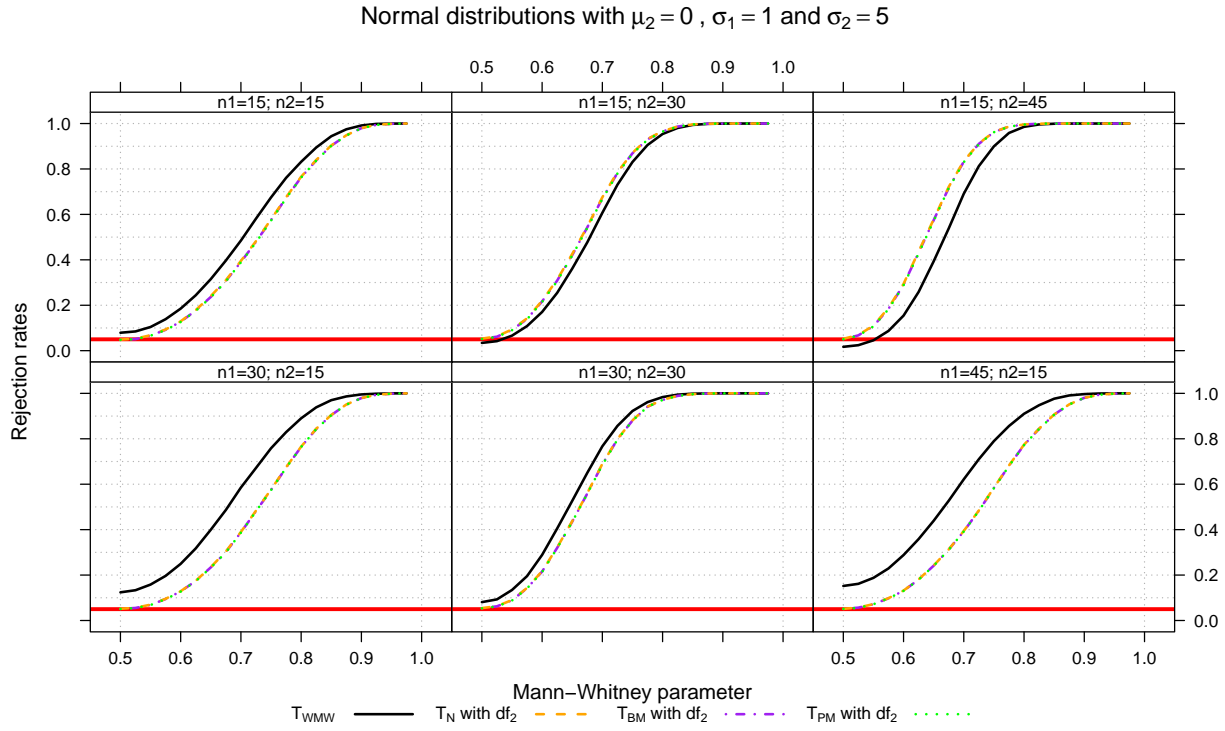 Normal distributions with μ₂ = 0 , σ₁ = 1 and σ₂ = 5
0.5 0.6 0.7 0.8 0.9 1.0
n1=15; n2=15 n1=15; n2=30 n1=15; n2=45
1.0
0.8
0.6
0.4
0.2
0.0
n1=30; n2=15 n1=30; n2=30 n1=45; n2=15
1.0
0.8
0.6
0.4
0.2
0.0
Rejection rates
0.5 0.6 0.7 0.8 0.9 1.0 0.5 0.6 0.7 0.8 0.9 1.0
Mann−Whitney parameter
T_WMW T_N with df₂ T_BM with df₂ T_PM with df₂